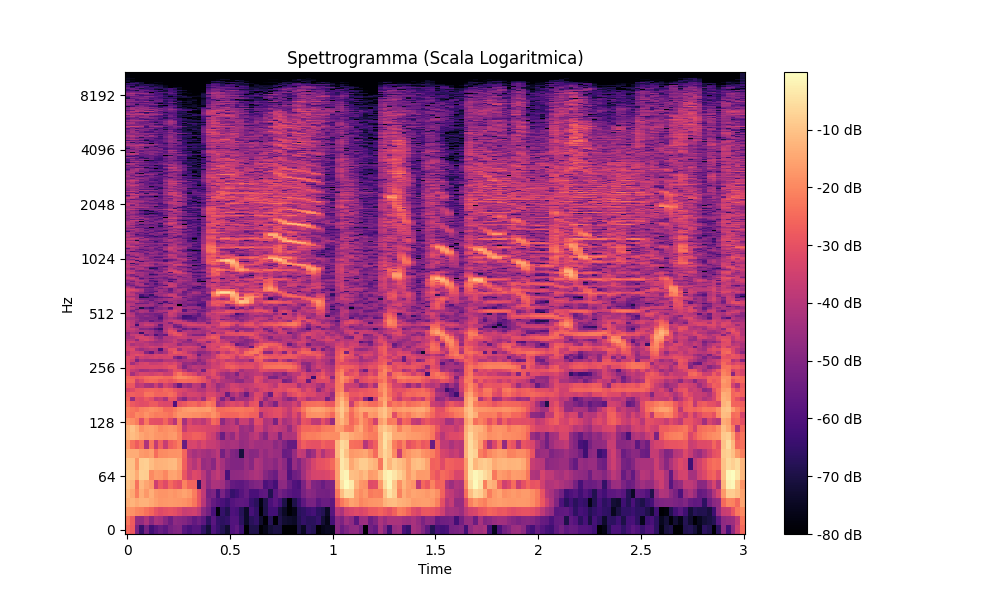 Spettrogramma (Scala Logaritmica)
8192
4096
2048
1024
512
256
128
64
0
Hz
0
0.5
1
1.5
2
2.5
3
Time
-10 dB
-20 dB
-30 dB
-40 dB
-50 dB
-60 dB
-70 dB
-80 dB